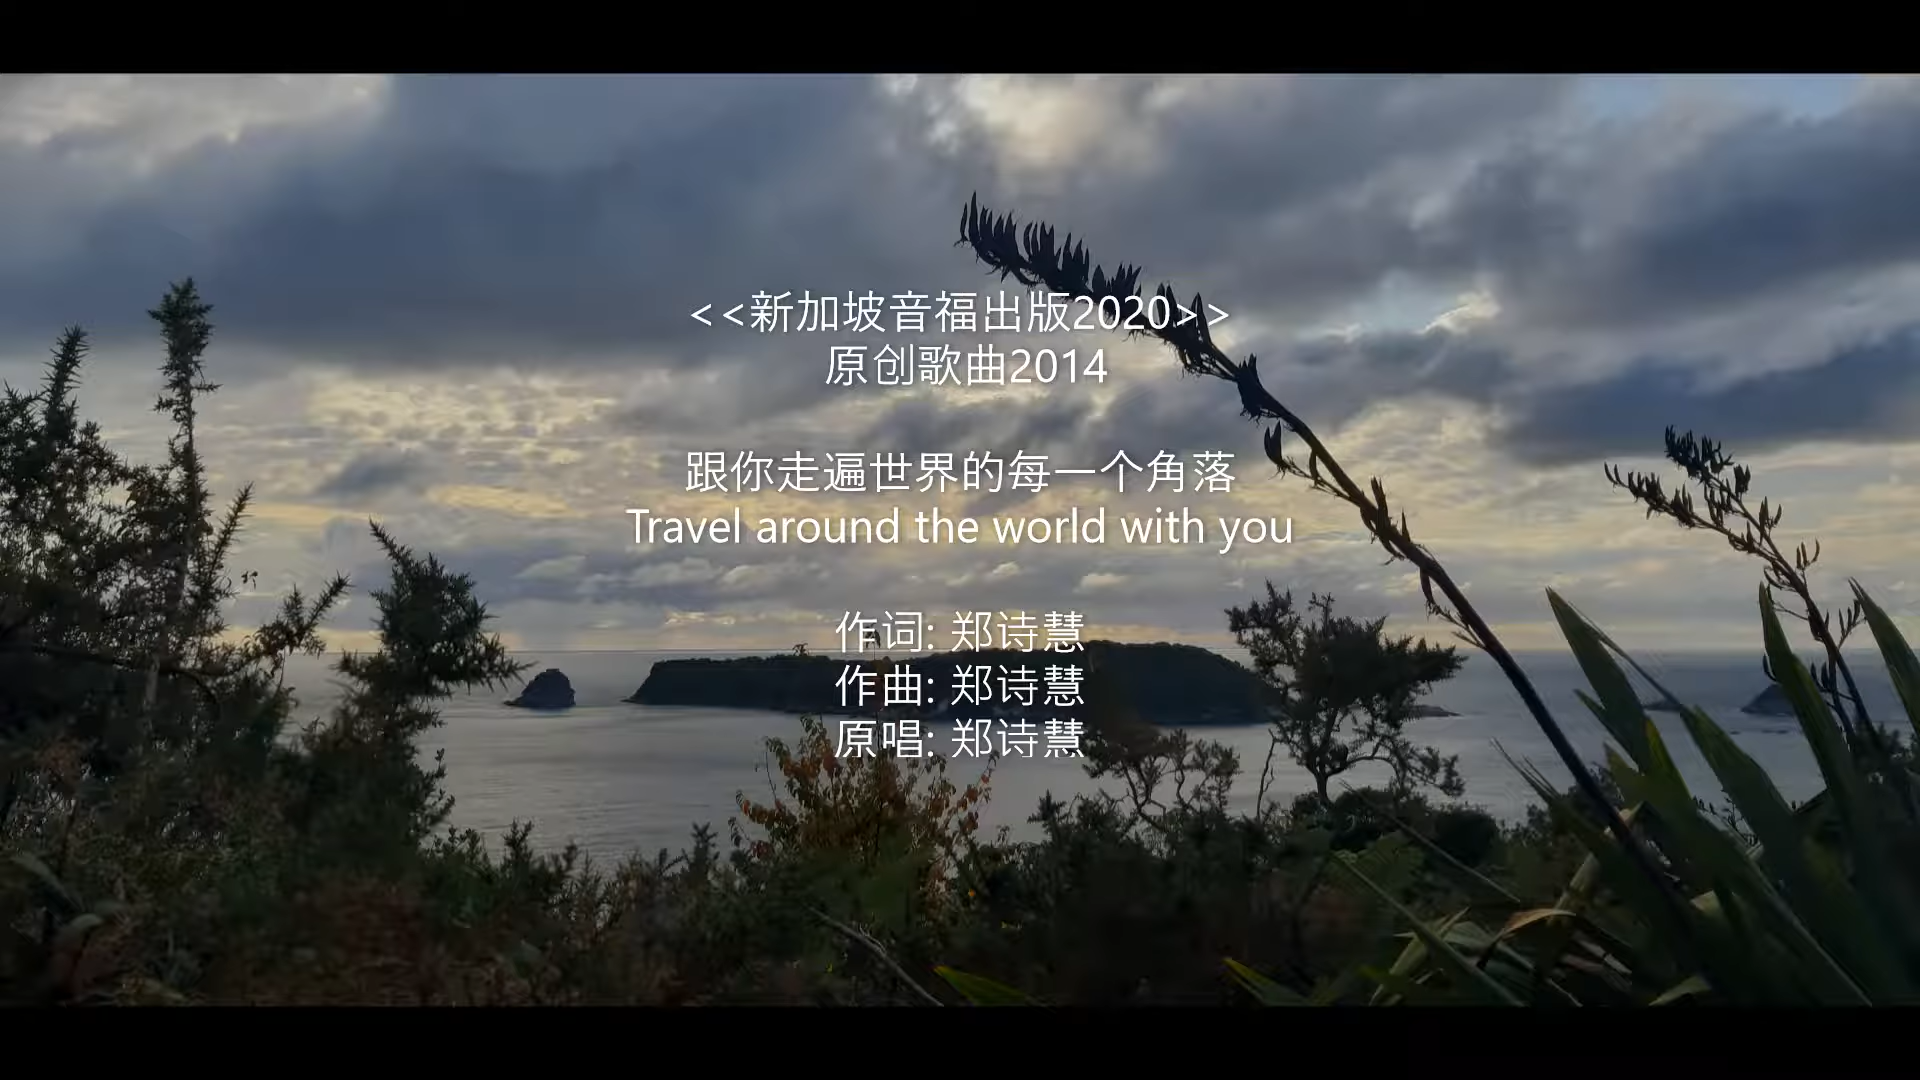 <<新加坡音福出版2020>>
原创歌曲2014
跟你走遍世界的每一个角落
Travel around the world with you
作词: 郑诗慧
作曲: 郑诗慧
原唱: 郑诗慧